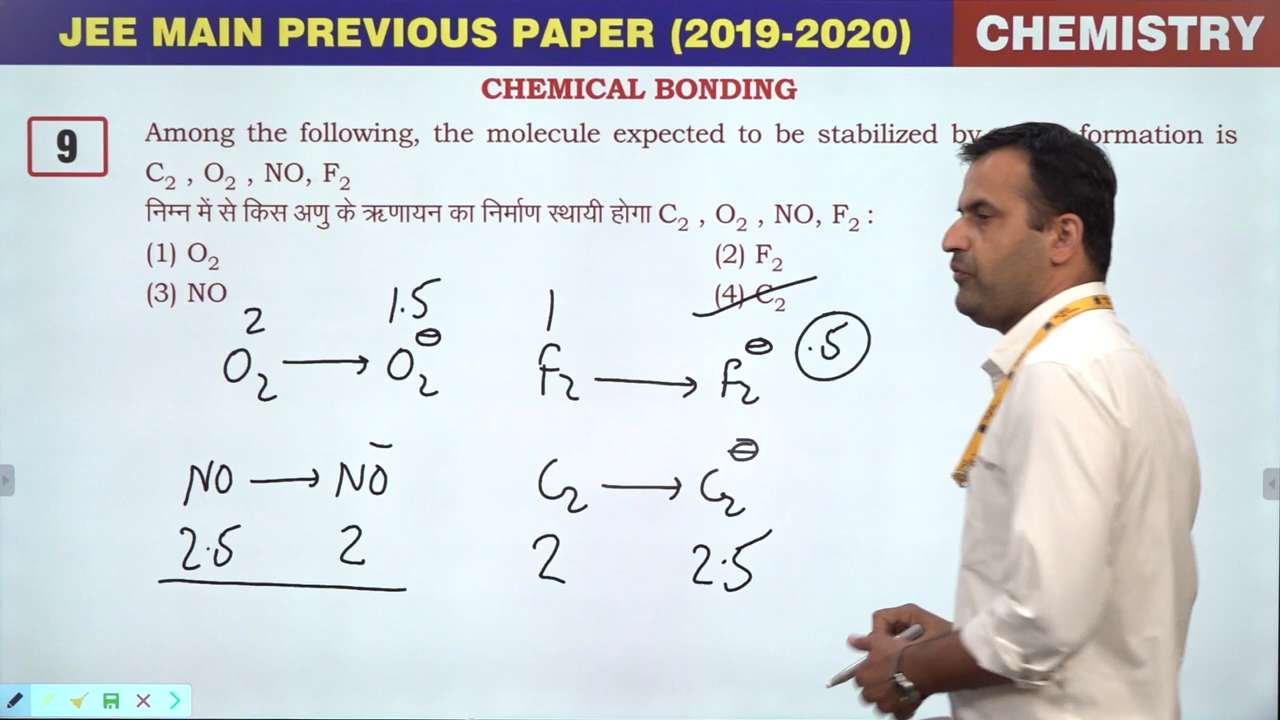 JEE MAIN PREVIOUS PAPER (2019-2020) CHEMISTRY
CHEMICAL BONDING
9 Among the following, the molecule expected to be stabilized by formation is
C₂ , O₂ , NO, F₂
निम्न में से किस अणु के ऋणायन का निर्माण स्थायी होगा C₂ , O₂ , NO, F₂ :
(1) O₂ (2) F₂
(3) NO (4) C₂
2 1.5 1
O₂ ⟶ O₂⊖ F₂ ⟶ F₂⊖ .5
NO ⟶ NO⁻ C₂ ⟶ C₂⊖
2.5 2 2 2.5